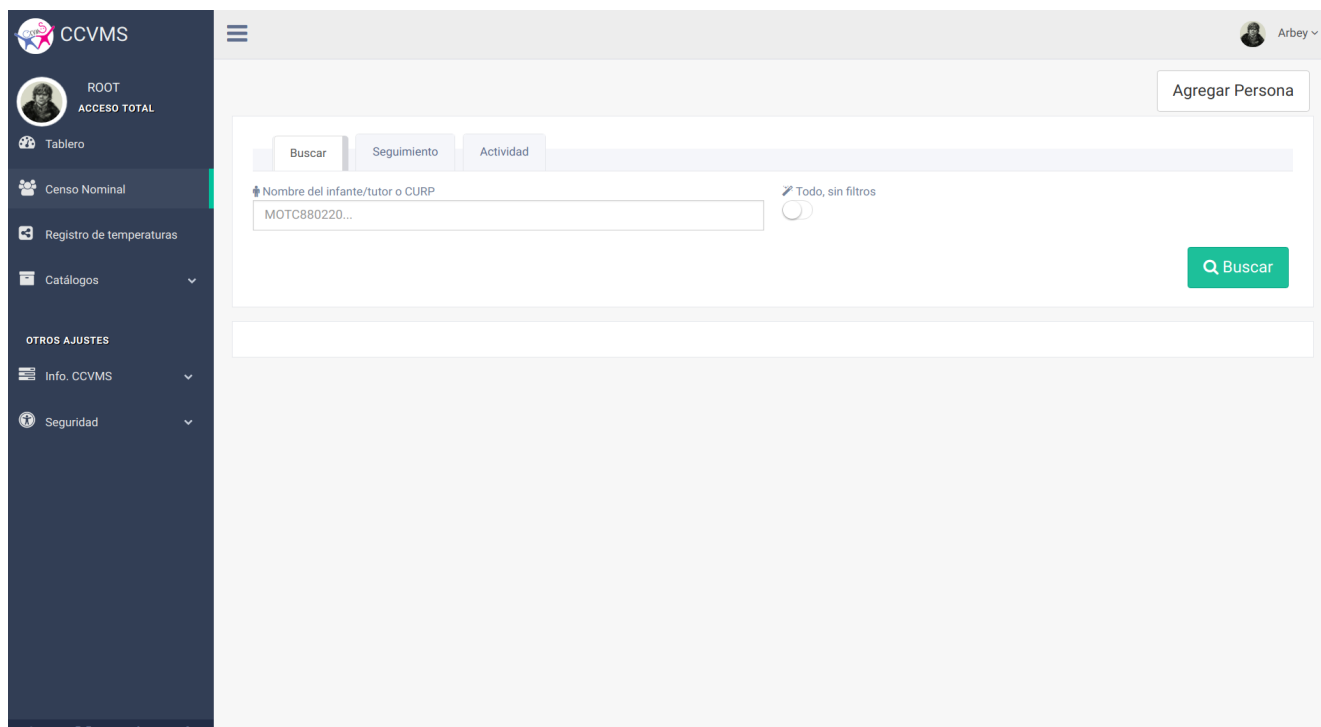 CCVMS
Arbey
ROOT
ACCESO TOTAL
Agregar Persona
Tablero
Censo Nominal
Registro de temperaturas
Catálogos
OTROS AJUSTES
Info. CCVMS
Seguridad
Buscar Seguimiento Actividad
Nombre del infante/tutor o CURP
Todo, sin filtros
MOTC880220...
Buscar